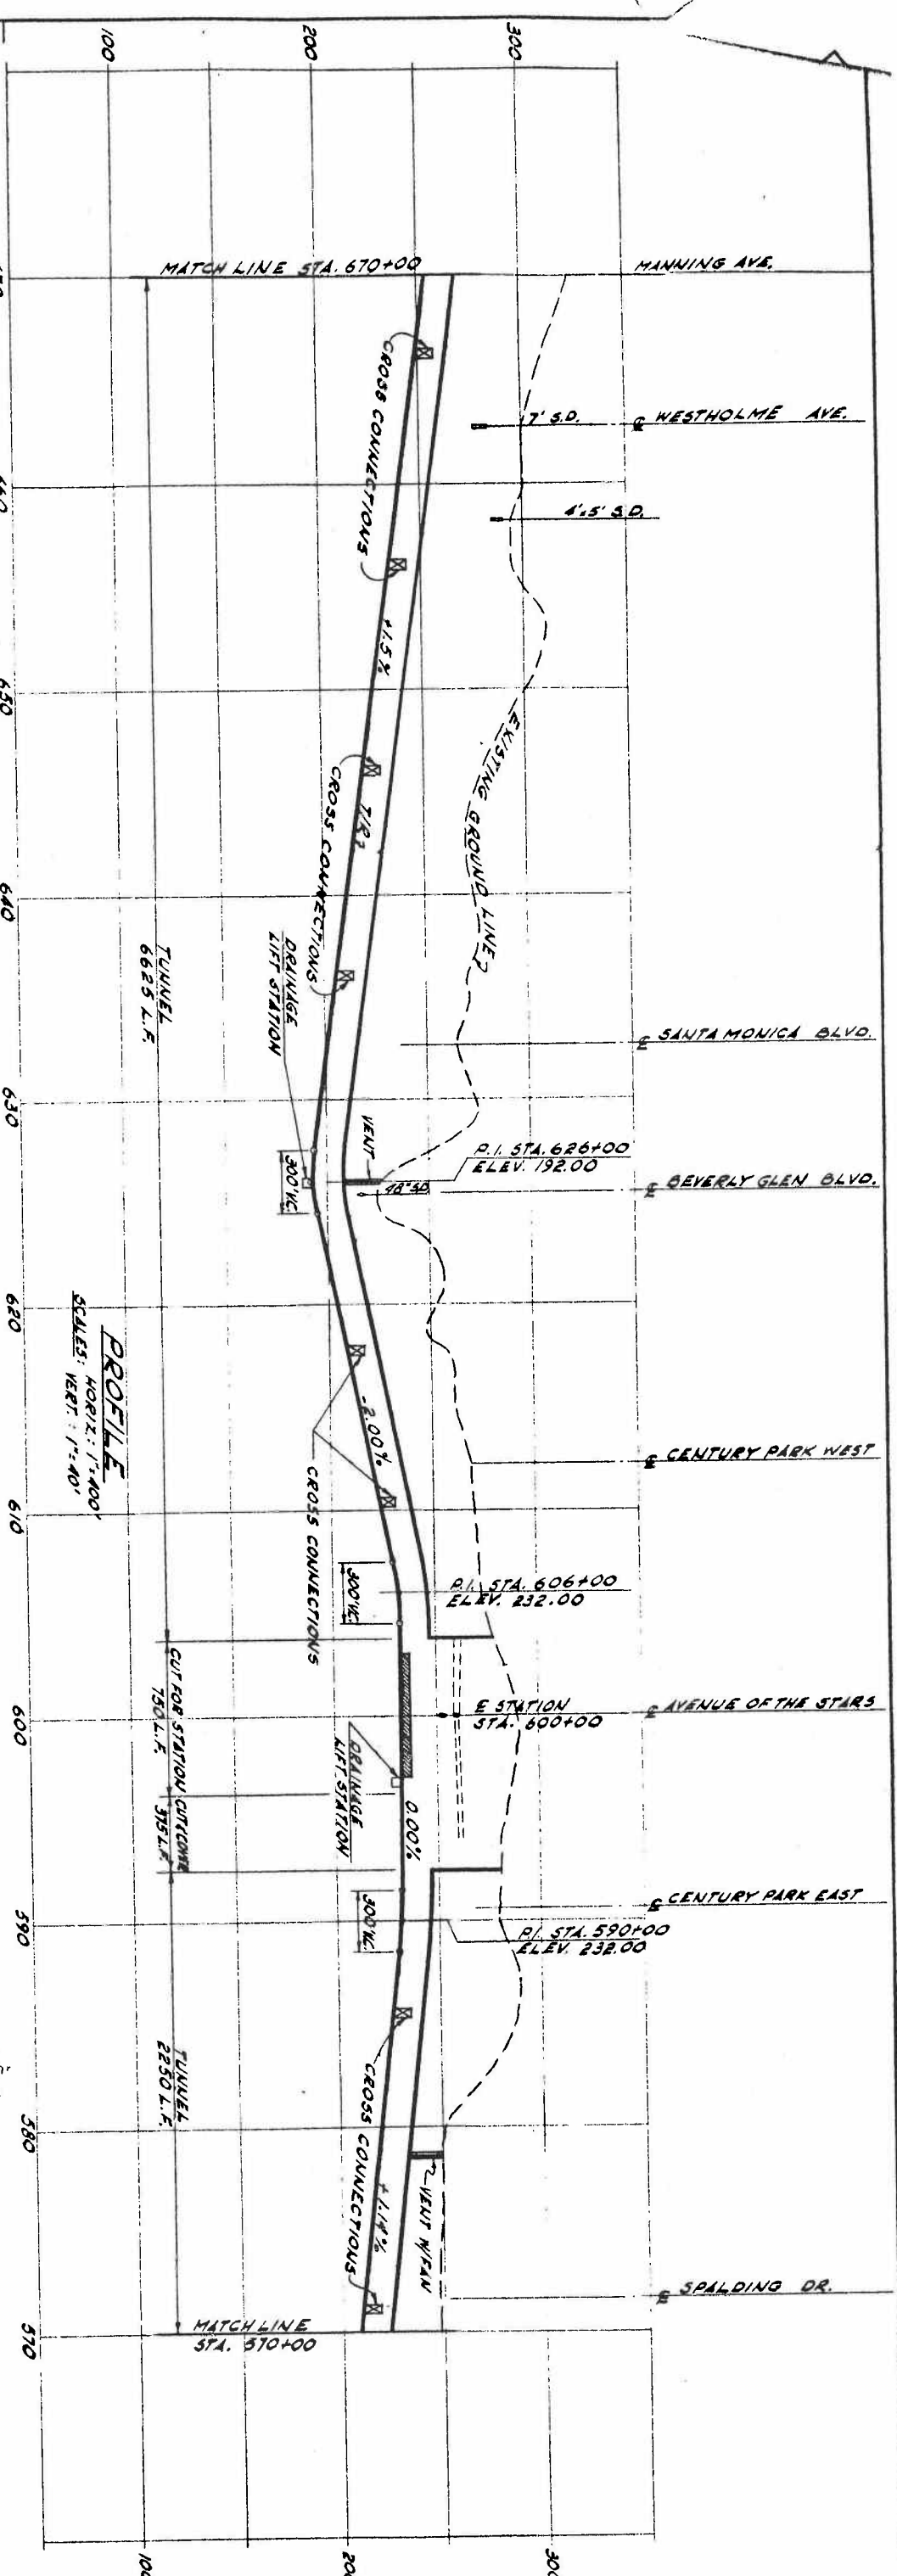 100
200
300
MATCH LINE STA. 670+00
MANNING AVE.
CROSS CONNECTIONS
7' S.D.
℄ WESTHOLME AVE.
660
S.D.
+1.5%
650
EXISTING GROUND LINE
CROSS CONNECTIONS
T/R
640
DRAINAGE
LIFT STATION
TUNNEL
6625 L.F.
℄ SANTA MONICA BLVD.
630
VENT
P.I. STA. 626+00
ELEV. 192.00
300' V.C.
48" S.D.
℄ BEVERLY GLEN BLVD.
620
PROFILE
SCALES: HORIZ.: 1"=400'
VERT.: 1"=40'
-2.00%
CROSS CONNECTIONS
℄ CENTURY PARK WEST
610
300' V.C.
P.I. STA. 606+00
ELEV. 232.00
CUT FOR STATION
750 L.F.
CUT&COVER
375 L.F.
600
℄ STATION
STA. 600+00
℄ AVENUE OF THE STARS
DRAINAGE
LIFT STATION
0.00%
℄ CENTURY PARK EAST
590
300' V.C.
P.I. STA. 590+00
ELEV. 232.00
TUNNEL
2250 L.F.
CROSS CONNECTIONS
580
VENT W/FAN
+1.14%
℄ SPALDING DR.
570
MATCH LINE
STA. 570+00
100
200
300